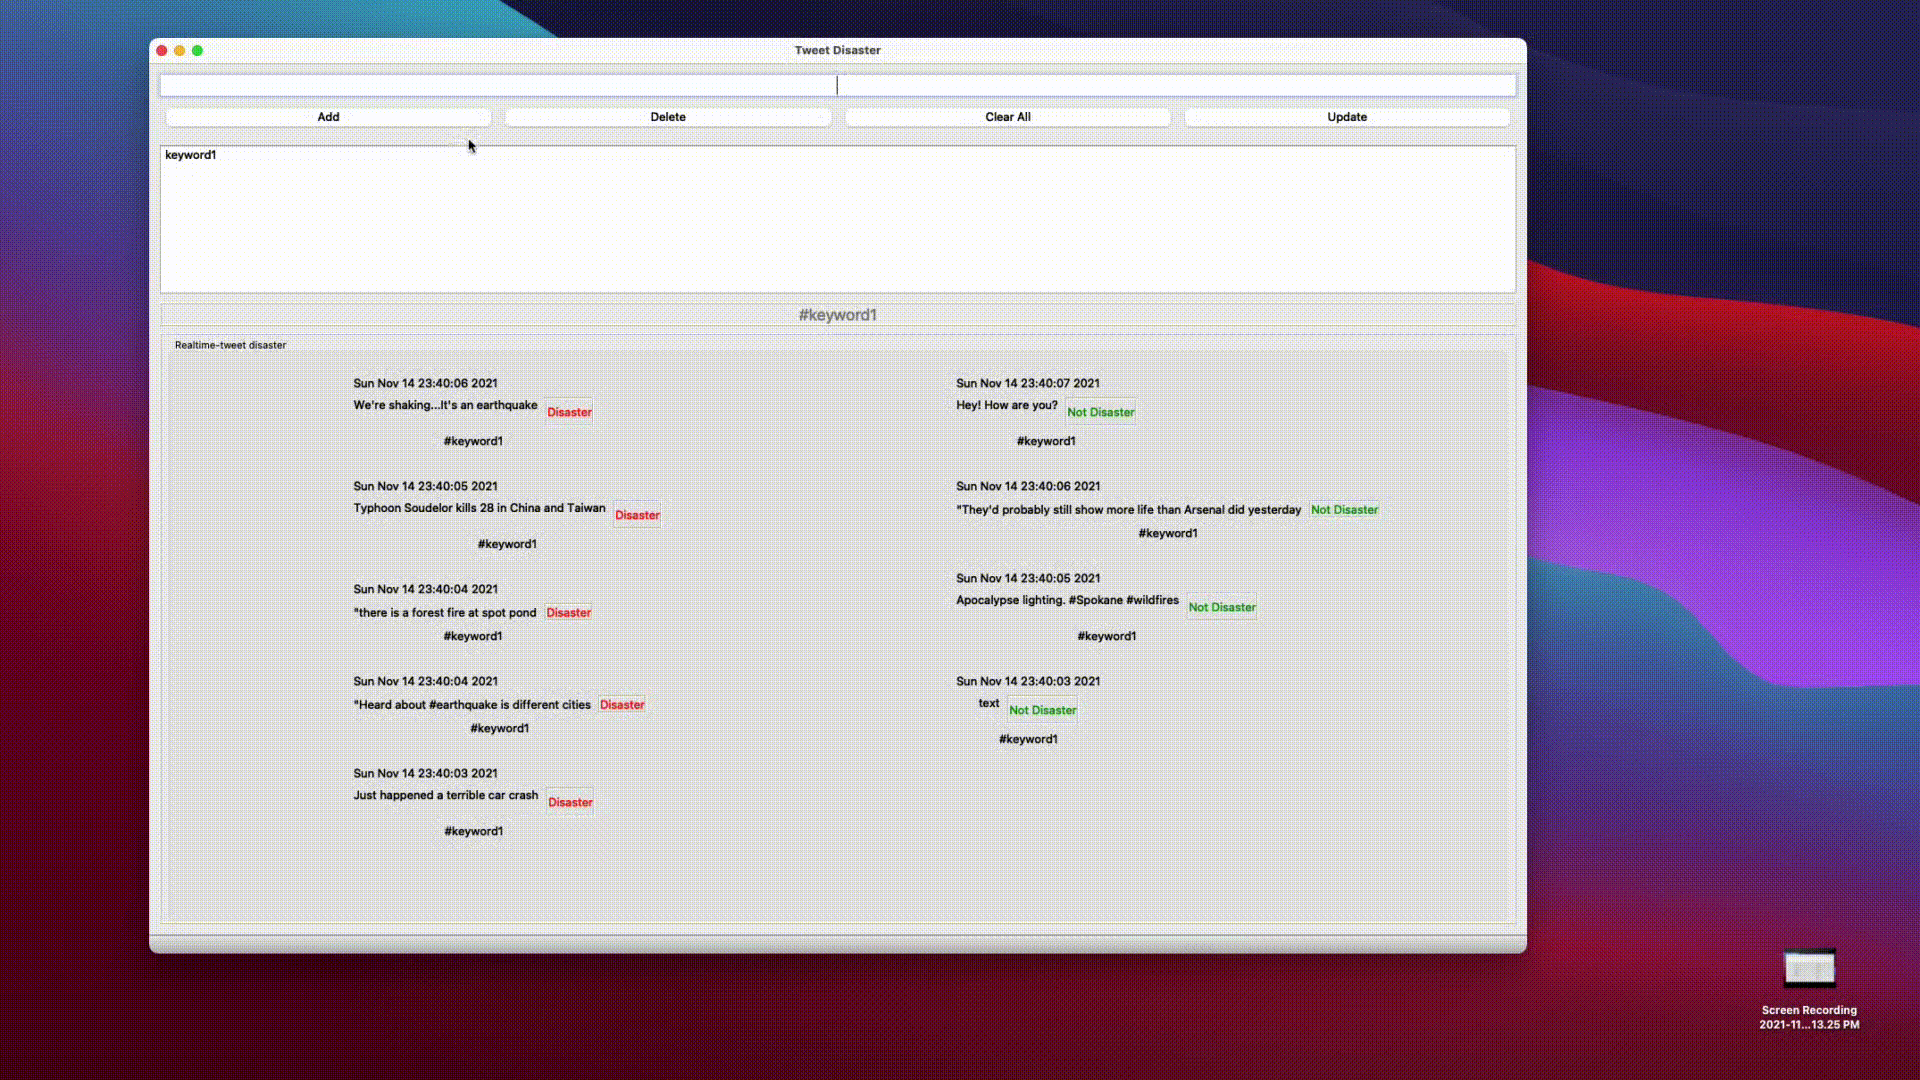 Tweet Disaster
Add
Delete
Clear All
Update
keyword1
#keyword1
Realtime-tweet disaster
Sun Nov 14 23:40:06 2021
We're shaking...It's an earthquake Disaster
#keyword1
Sun Nov 14 23:40:05 2021
Typhoon Soudelor kills 28 in China and Taiwan Disaster
#keyword1
Sun Nov 14 23:40:04 2021
"there is a forest fire at spot pond Disaster
#keyword1
Sun Nov 14 23:40:04 2021
"Heard about #earthquake is different cities Disaster
#keyword1
Sun Nov 14 23:40:03 2021
Just happened a terrible car crash Disaster
#keyword1
Sun Nov 14 23:40:07 2021
Hey! How are you? Not Disaster
#keyword1
Sun Nov 14 23:40:06 2021
"They'd probably still show more life than Arsenal did yesterday Not Disaster
#keyword1
Sun Nov 14 23:40:05 2021
Apocalypse lighting. #Spokane #wildfires Not Disaster
#keyword1
Sun Nov 14 23:40:03 2021
text Not Disaster
#keyword1
Screen Recording
2021-11...13.25 PM